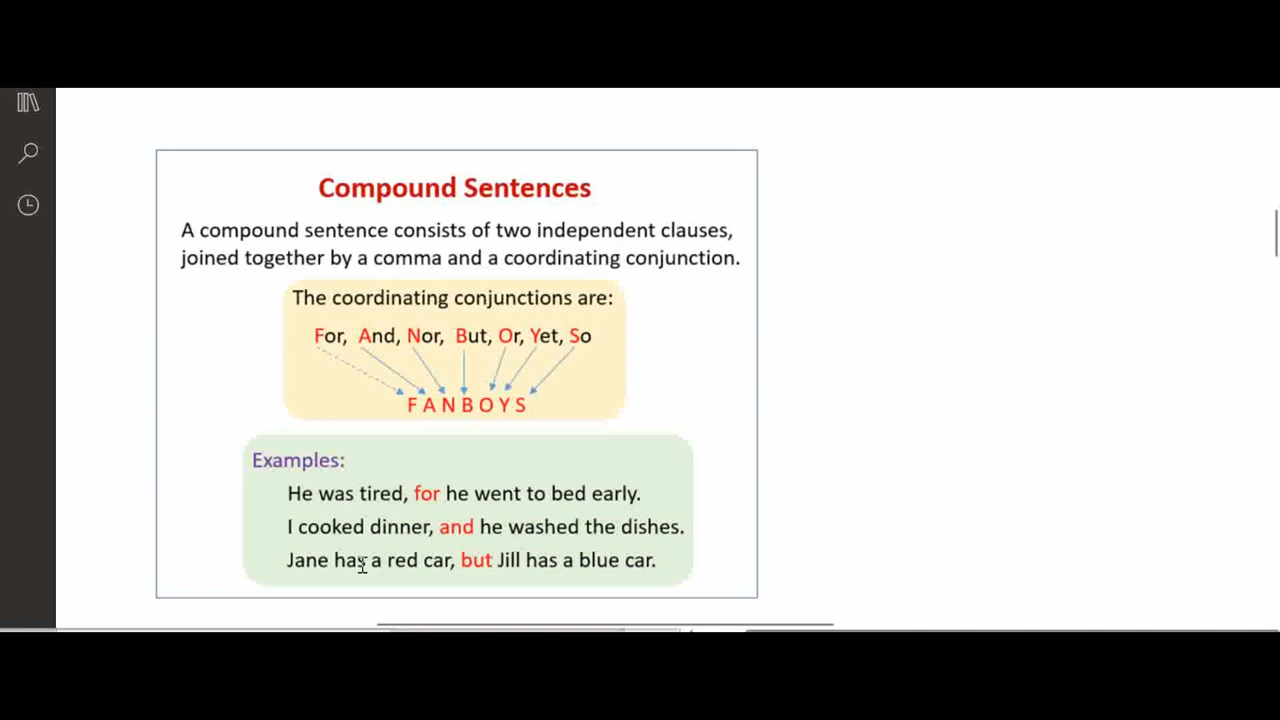 Compound Sentences
A compound sentence consists of two independent clauses,
joined together by a comma and a coordinating conjunction.
The coordinating conjunctions are:
For, And, Nor, But, Or, Yet, So
F A N B O Y S
Examples:
He was tired, for he went to bed early.
I cooked dinner, and he washed the dishes.
Jane has a red car, but Jill has a blue car.